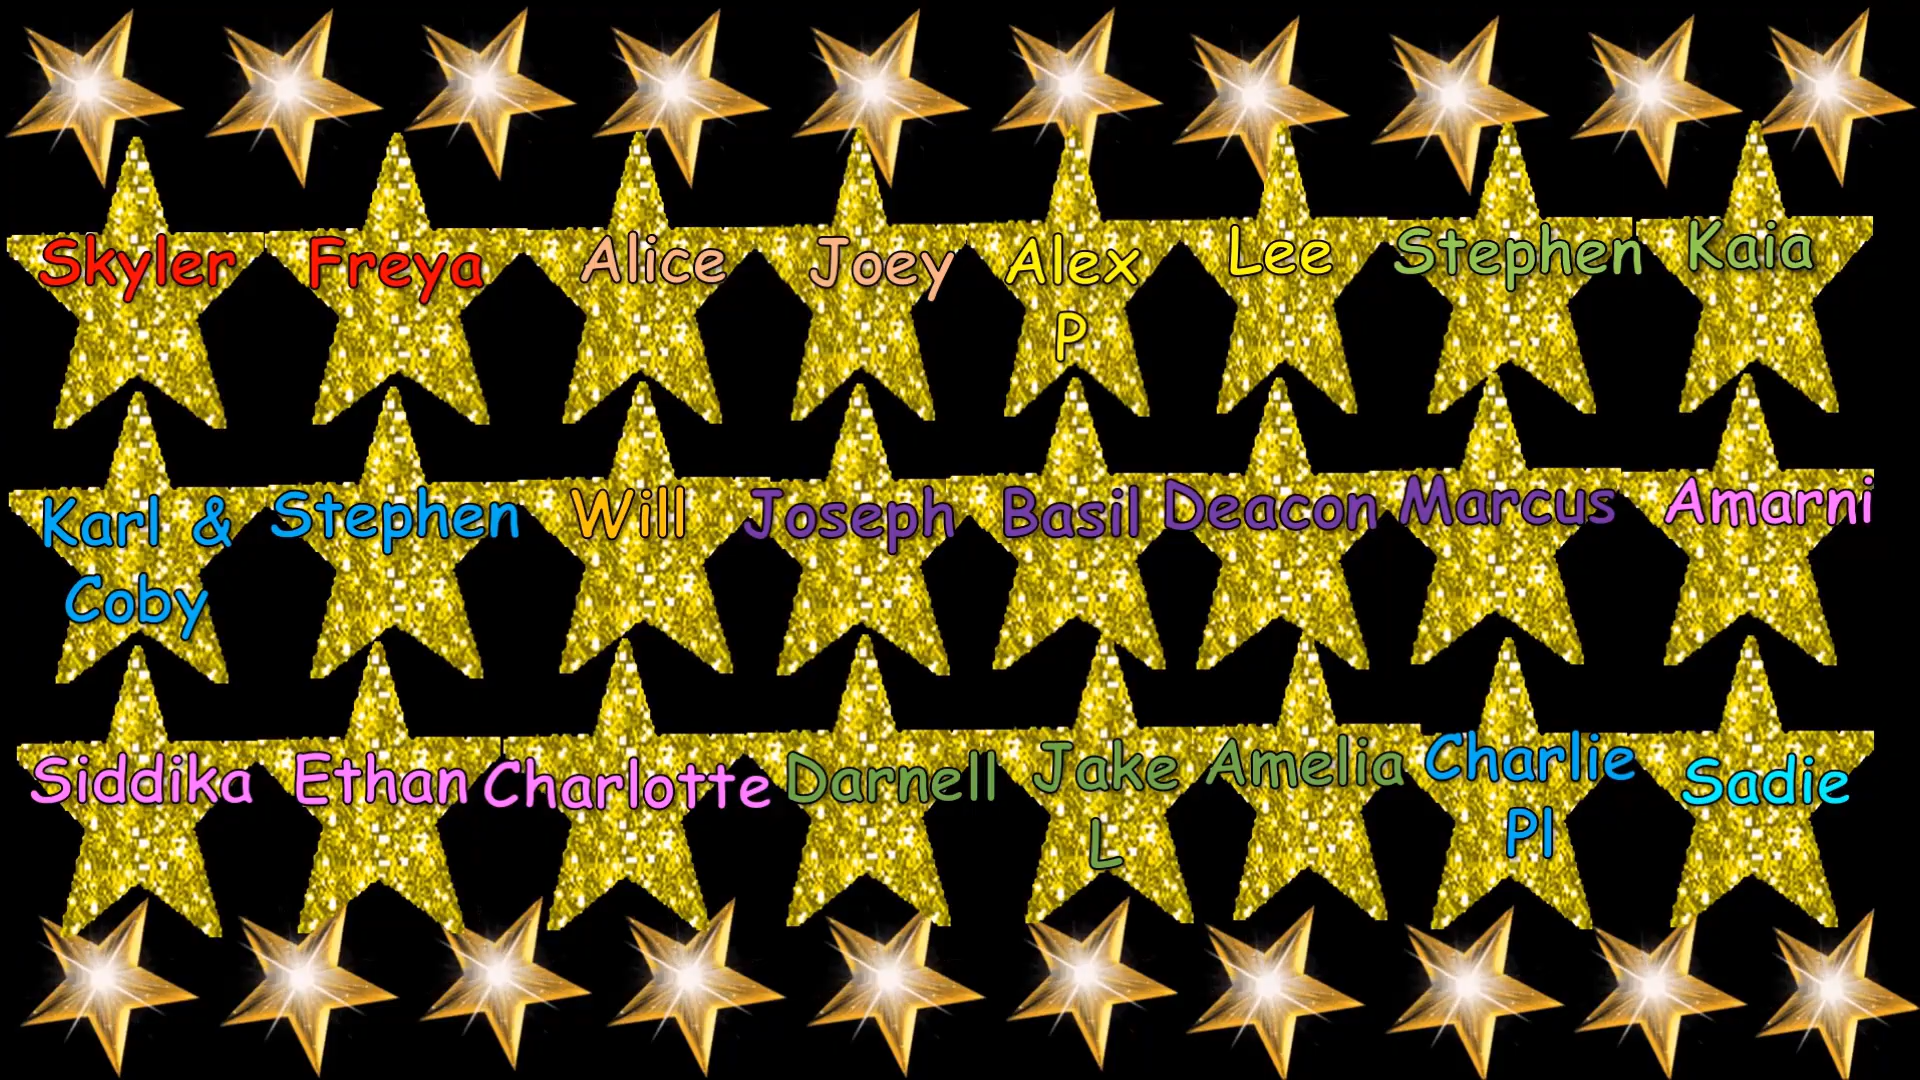 Skyler Freya Alice Joey Alex P Lee Stephen Kaia
Karl & Coby Stephen Will Joseph Basil Deacon Marcus Amarni
Siddika Ethan Charlotte Darnell Jake L Amelia Charlie Pl Sadie